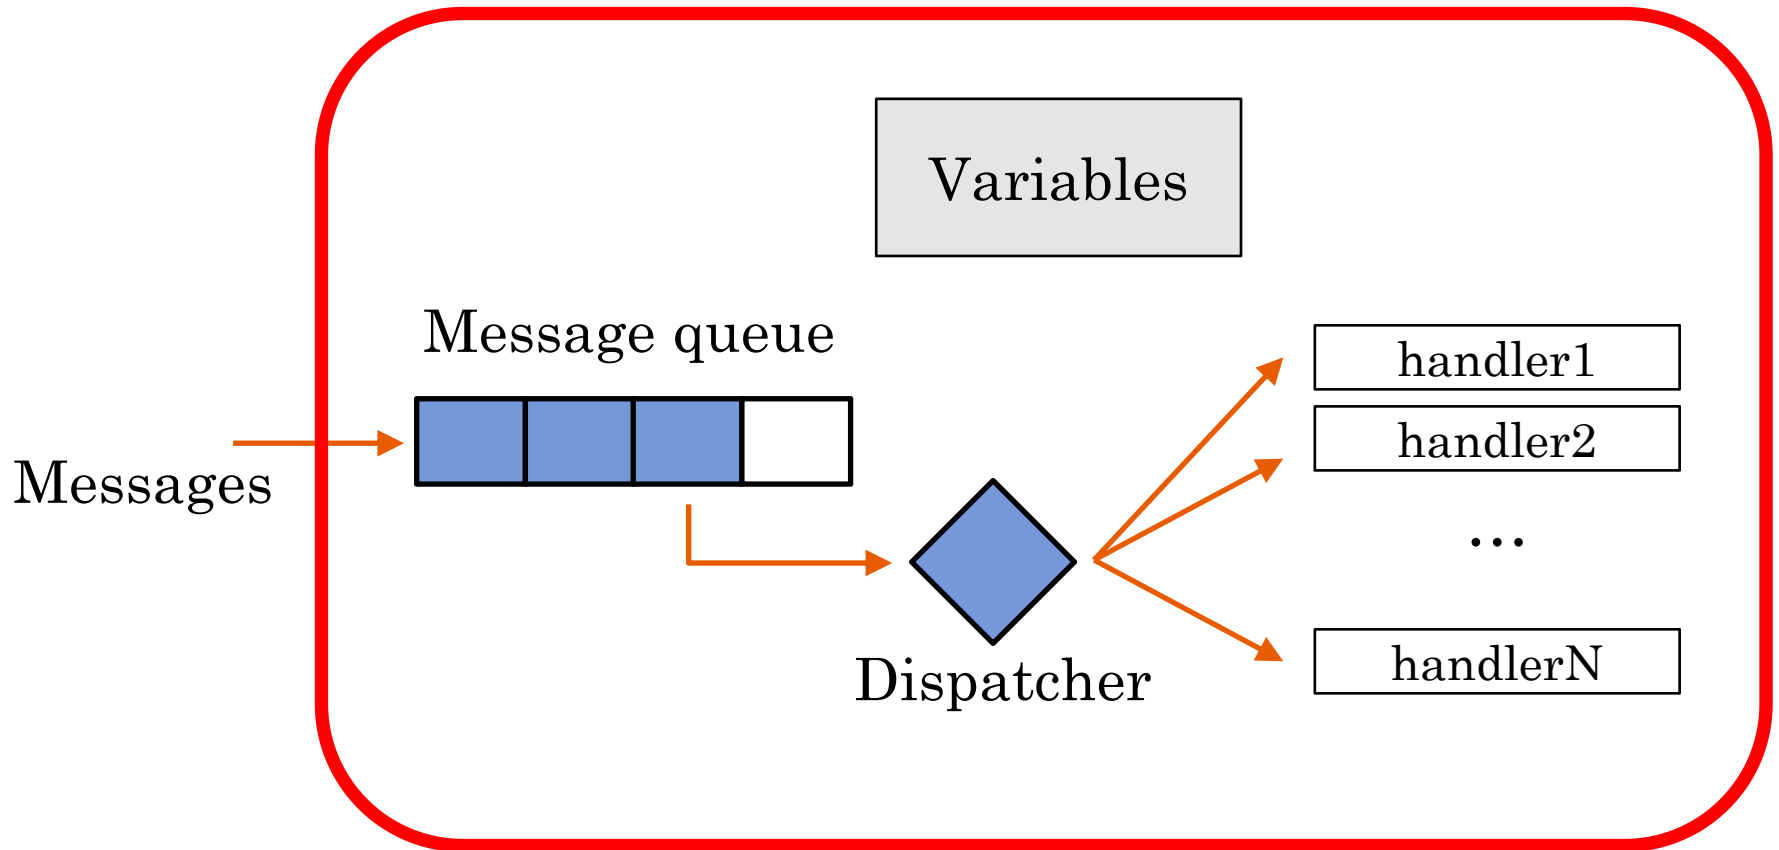 Variables
Message queue
Messages
handler1
handler2
...
handlerN
Dispatcher